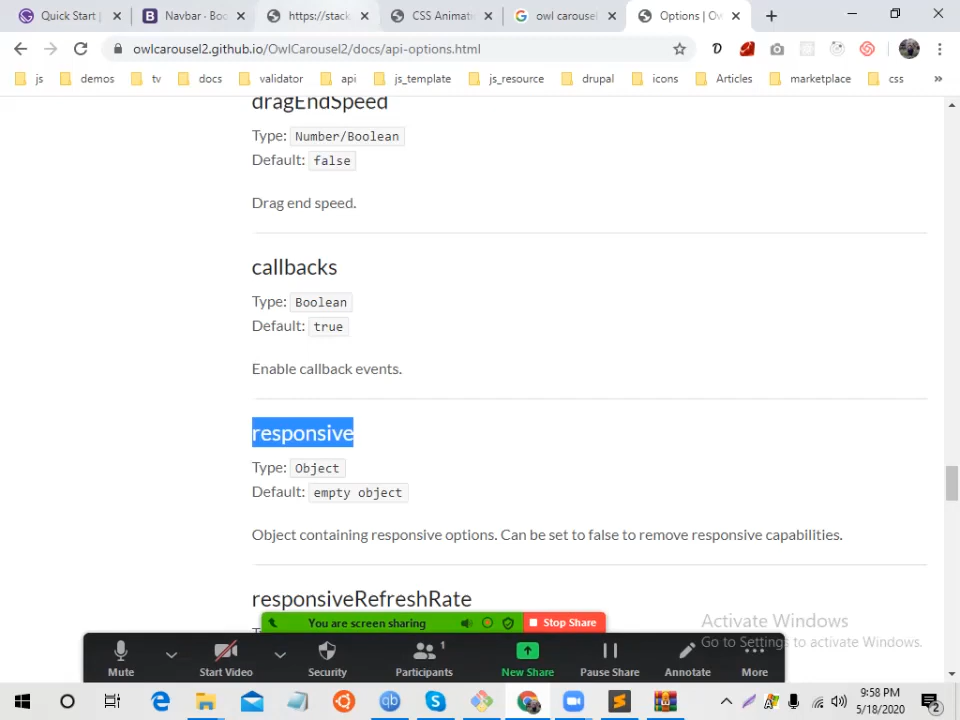 Quick Start |
Navbar · Boo
https://stack
CSS Animati
owl carousel
Options | Ow
owlcarousel2.github.io/OwlCarousel2/docs/api-options.html
js
demos
tv
docs
validator
api
js_template
js_resource
drupal
icons
Articles
marketplace
css
»
dragEndSpeed
Type: Number/Boolean
Default: false
Drag end speed.
callbacks
Type: Boolean
Default: true
Enable callback events.
responsive
Type: Object
Default: empty object
Object containing responsive options. Can be set to false to remove responsive capabilities.
responsiveRefreshRate
You are screen sharing
Stop Share
Activate Windows
Go to Settings to activate Windows.
Mute
Start Video
Security
1
Participants
New Share
Pause Share
Annotate
More
9:58 PM
5/18/2020
2